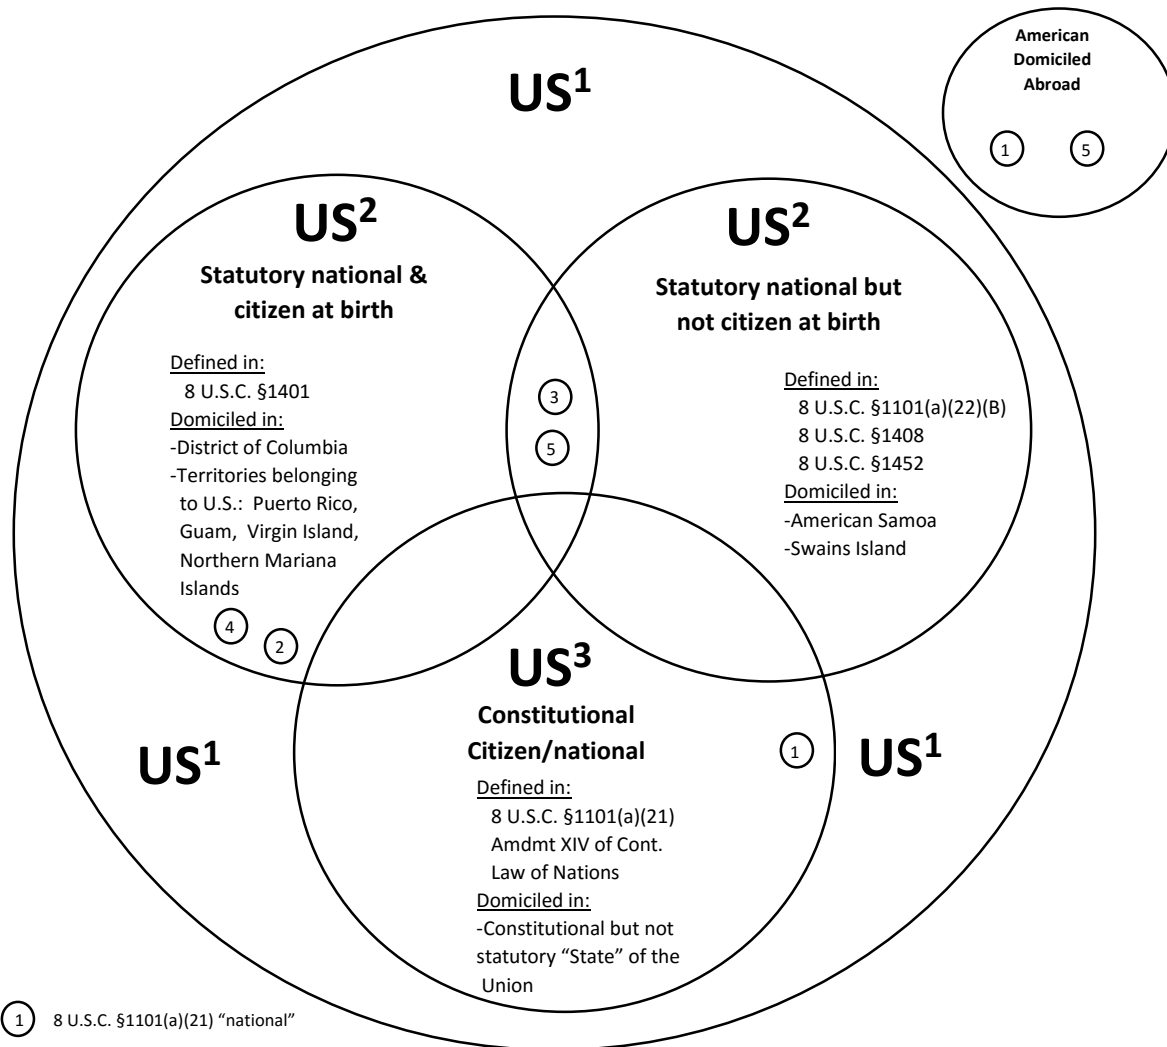 American
Domiciled
Abroad
1 5
US¹
US²
Statutory national &
citizen at birth
Defined in:
8 U.S.C. §1401
Domiciled in:
-District of Columbia
-Territories belonging
to U.S.: Puerto Rico,
Guam, Virgin Island,
Northern Mariana
Islands
4
2
US²
Statutory national but
not citizen at birth
Defined in:
8 U.S.C. §1101(a)(22)(B)
8 U.S.C. §1408
8 U.S.C. §1452
Domiciled in:
-American Samoa
-Swains Island
3
5
US³
Constitutional
Citizen/national
Defined in:
8 U.S.C. §1101(a)(21)
Amdmt XIV of Cont.
Law of Nations
Domiciled in:
-Constitutional but not
statutory “State” of the
Union
1
US¹
US¹
1 8 U.S.C. §1101(a)(21) “national”